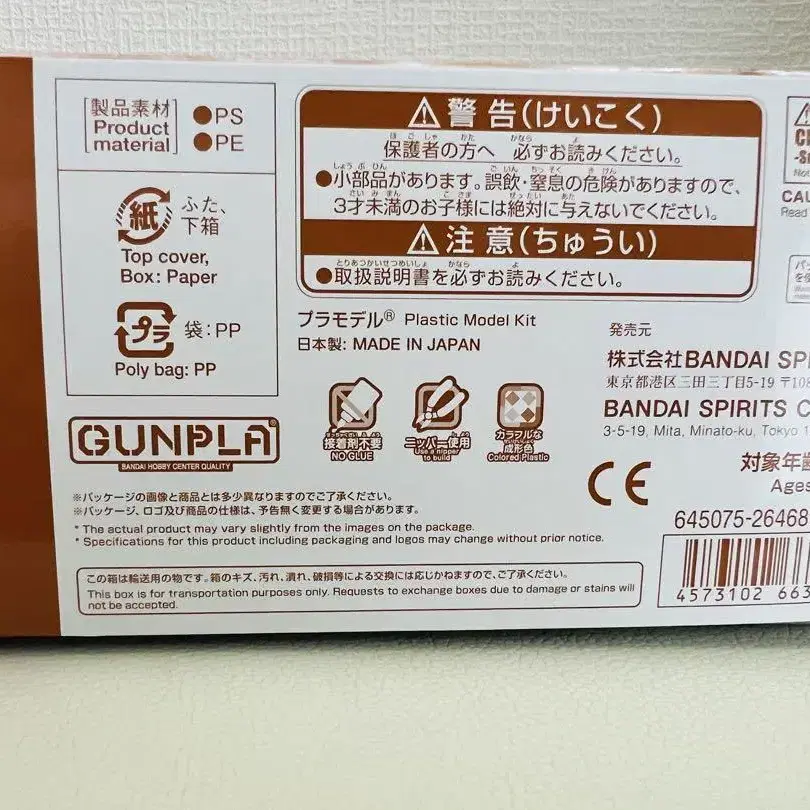 [製品素材]
Product
material
●PS
●PE
紙
ふた、
下箱
Top cover,
Box: Paper
プラ
袋:PP
Poly bag: PP
GUNPLA®
BANDAI HOBBY CENTER QUALITY
⚠警告(けいこく)
保護者の方へ 必ずお読みください。
●小部品があります。誤飲・窒息の危険がありますので、
3才未満のお子様には絶対に与えないでください。
⚠注意(ちゅうい)
●取扱説明書を必ずお読みください。
プラモデル® Plastic Model Kit
日本製: MADE IN JAPAN
接着剤不要
NO GLUE
ニッパー使用
Use a nipper
to build
カラフルな
成形色
Colored Plastic
※パッケージの画像と商品とは多少異なりますのでご了承ください。
※パッケージ、ロゴ及び商品の仕様は、予告無く変更する場合があります。
* The actual product may vary slightly from the images on the package.
* Specifications for this product including packaging and logos may change without prior notice.
この箱は輸送用の物です。箱のキズ、汚れ、潰れ、破損等による交換には応じかねますので、ご了承ください。
This box is for transportation purposes only. Requests to exchange boxes due to damage or stains will
not be accepted.
CAU
Read
発売元
株式会社BANDAI SPI
東京都港区三田三丁目5-19 〒108
BANDAI SPIRITS C
3-5-19, Mita, Minato-ku, Tokyo 1
CE
対象年齢
Ages
645075-26468
4573102 663